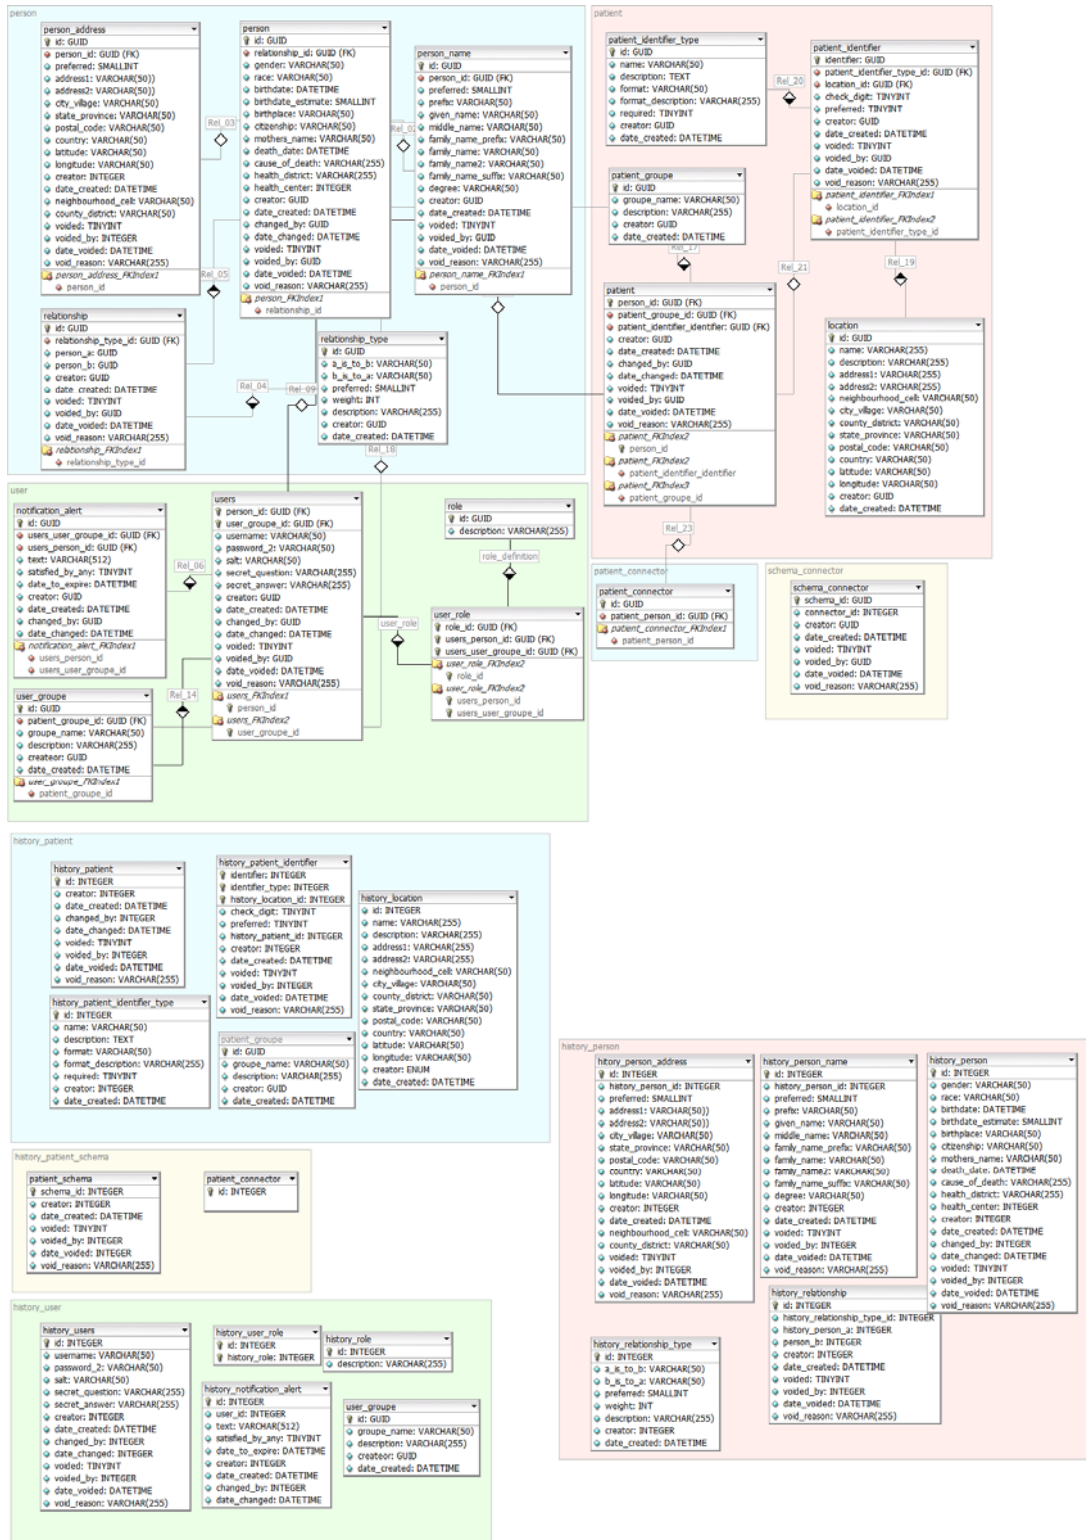 person
person_address
id: GUID
person_id: GUID (FK)
preferred: SMALLINT
address1: VARCHAR(50))
address2: VARCHAR(50))
city_village: VARCHAR(50)
state_province: VARCHAR(50)
postal_code: VARCHAR(50)
country: VARCHAR(50)
latitude: VARCHAR(50)
longitude: VARCHAR(50)
creator: INTEGER
date_created: DATETIME
neighbourhood_cell: VARCHAR(50)
county_district: VARCHAR(50)
voided: TINYINT
voided_by: INTEGER
date_voided: DATETIME
void_reason: VARCHAR(255)
person_address_FKIndex1
person_id
person
id: GUID
relationship_id: GUID (FK)
gender: VARCHAR(50)
race: VARCHAR(50)
birthdate: DATETIME
birthdate_estimate: SMALLINT
birthplace: VARCHAR(50)
citizenship: VARCHAR(50)
mothers_name: VARCHAR(50)
death_date: DATETIME
cause_of_death: VARCHAR(255)
health_district: VARCHAR(255)
health_center: INTEGER
creator: GUID
date_created: DATETIME
changed_by: GUID
date_changed: DATETIME
voided: TINYINT
voided_by: GUID
date_voided: DATETIME
void_reason: VARCHAR(255)
person_FKIndex1
relationship_id
person_name
id: GUID
person_id: GUID (FK)
preferred: SMALLINT
prefix: VARCHAR(50)
given_name: VARCHAR(50)
middle_name: VARCHAR(50)
family_name_prefix: VARCHAR(50)
family_name: VARCHAR(50)
family_name2: VARCHAR(50)
family_name_suffix: VARCHAR(50)
degree: VARCHAR(50)
creator: GUID
date_created: DATETIME
voided: TINYINT
voided_by: GUID
date_voided: DATETIME
void_reason: VARCHAR(255)
person_name_FKIndex1
person_id
Rel_03
Rel_02
Rel_05
relationship
id: GUID
relationship_type_id: GUID (FK)
person_a: GUID
person_b: GUID
creator: GUID
date_created: DATETIME
voided: TINYINT
voided_by: GUID
date_voided: DATETIME
void_reason: VARCHAR(255)
relationship_FKIndex1
relationship_type_id
relationship_type
id: GUID
a_is_to_b: VARCHAR(50)
b_is_to_a: VARCHAR(50)
preferred: SMALLINT
weight: INT
description: VARCHAR(255)
creator: GUID
date_created: DATETIME
Rel_04
Rel_09
Rel_18
patient
patient_identifier_type
id: GUID
name: VARCHAR(50)
description: TEXT
format: VARCHAR(50)
format_description: VARCHAR(255)
required: TINYINT
creator: GUID
date_created: DATETIME
Rel_20
patient_identifier
identifier: GUID
patient_identifier_type_id: GUID (FK)
location_id: GUID (FK)
check_digit: TINYINT
preferred: TINYINT
creator: GUID
date_created: DATETIME
voided: TINYINT
voided_by: GUID
date_voided: DATETIME
void_reason: VARCHAR(255)
patient_identifier_FKIndex1
location_id
patient_identifier_FKIndex2
patient_identifier_type_id
patient_groupe
id: GUID
groupe_name: VARCHAR(50)
description: VARCHAR(255)
creator: GUID
date_created: DATETIME
Rel_17
Rel_21
Rel_19
patient
person_id: GUID (FK)
patient_groupe_id: GUID (FK)
patient_identifier_identifier: GUID (FK)
creator: GUID
date_created: DATETIME
changed_by: GUID
date_changed: DATETIME
voided: TINYINT
voided_by: GUID
date_voided: DATETIME
void_reason: VARCHAR(255)
patient_FKIndex2
person_id
patient_FKIndex2
patient_identifier_identifier
patient_FKIndex3
patient_groupe_id
location
id: GUID
name: VARCHAR(255)
description: VARCHAR(255)
address1: VARCHAR(255)
address2: VARCHAR(255)
neighbourhood_cell: VARCHAR(50)
city_village: VARCHAR(50)
county_district: VARCHAR(50)
state_province: VARCHAR(50)
postal_code: VARCHAR(50)
country: VARCHAR(50)
latitude: VARCHAR(50)
longitude: VARCHAR(50)
creator: GUID
date_created: DATETIME
Rel_23
user
notification_alert
id: GUID
users_user_groupe_id: GUID (FK)
users_person_id: GUID (FK)
text: VARCHAR(512)
satisfied_by_any: TINYINT
date_to_expire: DATETIME
creator: GUID
date_created: DATETIME
changed_by: GUID
date_changed: DATETIME
notification_alert_FKIndex1
users_person_id
users_user_groupe_id
Rel_06
users
person_id: GUID (FK)
user_groupe_id: GUID (FK)
username: VARCHAR(50)
password_2: VARCHAR(50)
salt: VARCHAR(50)
secret_question: VARCHAR(255)
secret_answer: VARCHAR(255)
creator: GUID
date_created: DATETIME
changed_by: GUID
date_changed: DATETIME
voided: TINYINT
voided_by: GUID
date_voided: DATETIME
void_reason: VARCHAR(255)
users_FKIndex1
person_id
users_FKIndex2
user_groupe_id
role
id: GUID
description: VARCHAR(255)
role_definition
user_role
user_role
role_id: GUID (FK)
users_person_id: GUID (FK)
users_user_groupe_id: GUID (FK)
user_role_FKIndex2
role_id
user_role_FKIndex2
users_person_id
users_user_groupe_id
user_groupe
id: GUID
patient_groupe_id: GUID (FK)
groupe_name: VARCHAR(50)
description: VARCHAR(255)
createor: GUID
date_created: DATETIME
user_groupe_FKIndex1
patient_groupe_id
Rel_14
patient_connector
patient_connector
id: GUID
patient_person_id: GUID (FK)
patient_connector_FKIndex1
patient_person_id
schema_connector
schema_connector
schema_id: GUID
connector_id: INTEGER
creator: GUID
date_created: DATETIME
voided: TINYINT
voided_by: GUID
date_voided: DATETIME
void_reason: VARCHAR(255)
history_patient
history_patient
id: INTEGER
creator: INTEGER
date_created: DATETIME
changed_by: INTEGER
date_changed: DATETIME
voided: TINYINT
voided_by: INTEGER
date_voided: DATETIME
void_reason: VARCHAR(255)
history_patient_identifier
identifier: INTEGER
identifier_type: INTEGER
history_location_id: INTEGER
check_digit: TINYINT
preferred: TINYINT
history_patient_id: INTEGER
creator: INTEGER
date_created: DATETIME
voided: TINYINT
voided_by: INTEGER
date_voided: DATETIME
void_reason: VARCHAR(255)
history_location
id: INTEGER
name: VARCHAR(255)
description: VARCHAR(255)
address1: VARCHAR(255)
address2: VARCHAR(255)
neighbourhood_cell: VARCHAR(50)
city_village: VARCHAR(50)
county_district: VARCHAR(50)
state_province: VARCHAR(50)
postal_code: VARCHAR(50)
country: VARCHAR(50)
latitude: VARCHAR(50)
longitude: VARCHAR(50)
creator: ENUM
date_created: DATETIME
history_patient_identifier_type
id: INTEGER
name: VARCHAR(50)
description: TEXT
format: VARCHAR(50)
format_description: VARCHAR(255)
required: TINYINT
creator: INTEGER
date_created: DATETIME
patient_groupe
id: GUID
groupe_name: VARCHAR(50)
description: VARCHAR(255)
creator: GUID
date_created: DATETIME
history_patient_schema
patient_schema
schema_id: INTEGER
creator: INTEGER
date_created: DATETIME
voided: TINYINT
voided_by: INTEGER
date_voided: INTEGER
void_reason: VARCHAR(255)
patient_connector
id: INTEGER
history_person
hitory_person_address
id: INTEGER
history_person_id: INTEGER
preferred: SMALLINT
address1: VARCHAR(50))
address2: VARCHAR(50))
city_village: VARCHAR(50)
state_province: VARCHAR(50)
postal_code: VARCHAR(50)
country: VARCHAR(50)
latitude: VARCHAR(50)
longitude: VARCHAR(50)
creator: INTEGER
date_created: DATETIME
neighbourhood_cell: VARCHAR(50)
county_district: VARCHAR(50)
voided: TINYINT
voided_by: INTEGER
date_voided: DATETIME
void_reason: VARCHAR(255)
history_person_name
id: INTEGER
history_person_id: INTEGER
preferred: SMALLINT
prefix: VARCHAR(50)
given_name: VARCHAR(50)
middle_name: VARCHAR(50)
family_name_prefix: VARCHAR(50)
family_name: VARCHAR(50)
family_name2: VARCHAR(50)
family_name_suffix: VARCHAR(50)
degree: VARCHAR(50)
creator: INTEGER
date_created: DATETIME
voided: TINYINT
voided_by: INTEGER
date_voided: DATETIME
void_reason: VARCHAR(255)
history_person
id: INTEGER
gender: VARCHAR(50)
race: VARCHAR(50)
birthdate: DATETIME
birthdate_estimate: SMALLINT
birthplace: VARCHAR(50)
citizenship: VARCHAR(50)
mothers_name: VARCHAR(50)
death_date: DATETIME
cause_of_death: VARCHAR(255)
health_district: VARCHAR(255)
health_center: INTEGER
creator: INTEGER
date_created: DATETIME
changed_by: INTEGER
date_changed: DATETIME
voided: TINYINT
voided_by: INTEGER
date_voided: DATETIME
void_reason: VARCHAR(255)
history_relationship
id: INTEGER
history_relationship_type_id: INTEGER
history_person_a: INTEGER
person_b: INTEGER
creator: INTEGER
date_created: DATETIME
voided: TINYINT
voided_by: INTEGER
date_voided: DATETIME
void_reason: VARCHAR(255)
history_relationship_type
id: INTEGER
a_is_to_b: VARCHAR(50)
b_is_to_a: VARCHAR(50)
preferred: SMALLINT
weight: INT
description: VARCHAR(255)
creator: INTEGER
date_created: DATETIME
history_user
history_users
id: INTEGER
username: VARCHAR(50)
password_2: VARCHAR(50)
salt: VARCHAR(50)
secret_question: VARCHAR(255)
secret_answer: VARCHAR(255)
creator: INTEGER
date_created: DATETIME
changed_by: INTEGER
date_changed: INTEGER
voided: TINYINT
voided_by: INTEGER
date_voided: DATETIME
void_reason: VARCHAR(255)
history_user_role
id: INTEGER
history_role: INTEGER
history_role
id: INTEGER
description: VARCHAR(255)
history_notification_alert
id: INTEGER
user_id: INTEGER
text: VARCHAR(512)
satisfied_by_any: TINYINT
date_to_expire: DATETIME
creator: INTEGER
date_created: DATETIME
changed_by: INTEGER
date_changed: DATETIME
user_groupe
id: GUID
groupe_name: VARCHAR(50)
description: VARCHAR(255)
createor: GUID
date_created: DATETIME